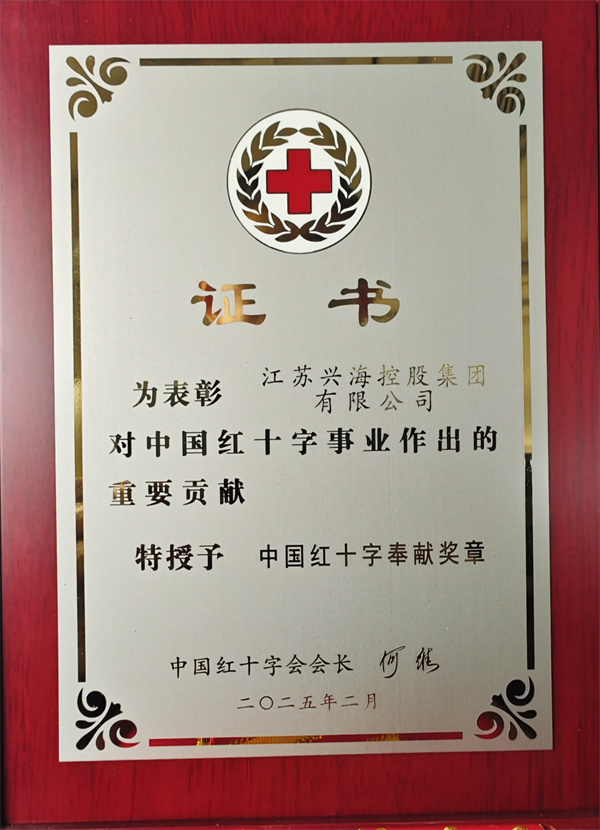 证书
为表彰 江苏兴海控股集团
有限公司
对中国红十字事业作出的
重要贡献
特授予 中国红十字奉献奖章
中国红十字会会长 何维
二〇二五年二月